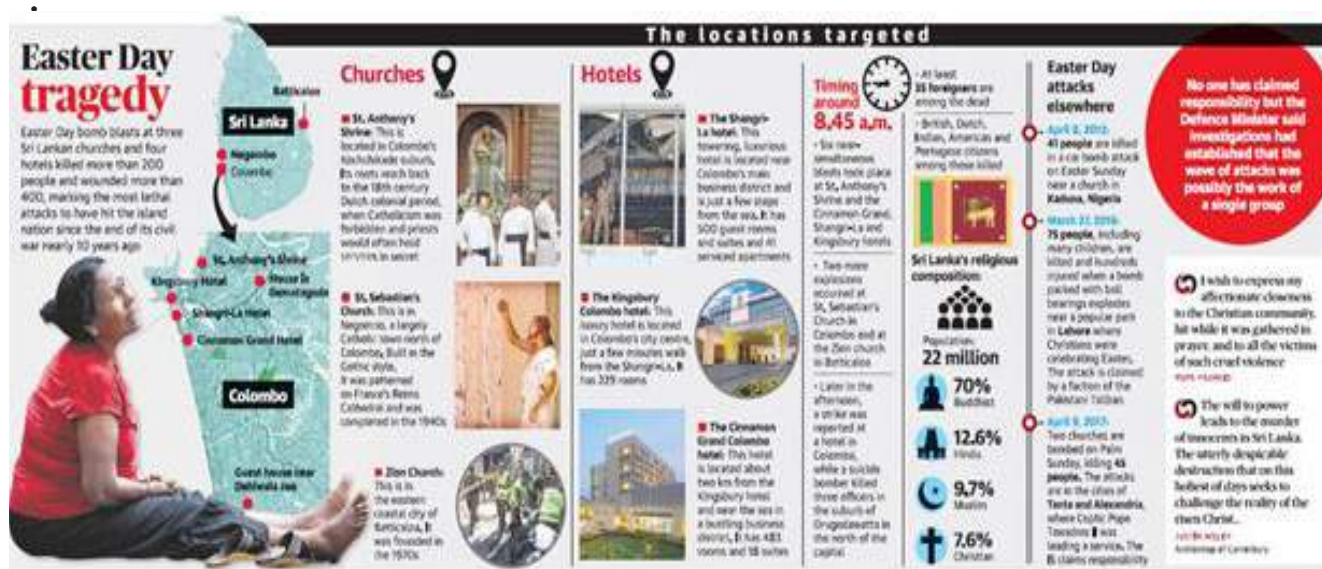 The locations targeted
Easter Day
tragedy
Easter Day bomb blasts at three
Sri Lankan churches and four
hotels killed more than 200
people and wounded more than
400, marking the most lethal
attacks to have hit the island
nation since the end of its civil
war nearly 10 years ago
Batticaloa
Sri Lanka
Negombo
Colombo
St. Anthony's Shrine
Kingsbury Hotel
House in
Dematagoda
Shangri-La Hotel
Cinnamon Grand Hotel
Colombo
Guest house near
Dehiwala zoo
Churches
St. Anthony's
Shrine: This is
located in Colombo's
Kochchikade suburb.
Its roots reach back
to the 18th century
Dutch colonial period,
when Catholicism was
forbidden and priests
would often hold
services in secret
St. Sebastian's
Church: This is in
Negombo, a largely
Catholic town north of
Colombo. Built in the
Gothic style,
it was patterned
on France's Reims
Cathedral and was
completed in the 1940s
Zion Church:
This is in
the eastern
coastal city of
Batticaloa. It
was founded in
the 1970s
Hotels
The Shangri-
La hotel: This
towering, luxurious
hotel is located near
Colombo's main
business district and
is just a few steps
from the sea. It has
500 guest rooms
and suites and 41
serviced apartments
The Kingsbury
Colombo hotel: This
luxury hotel is located
in Colombo's city centre,
just a few minutes walk
from the Shangri-La. It
has 229 rooms
The Cinnamon
Grand Colombo
hotel: This hotel
is located about
two km from the
Kingsbury hotel
and near the sea in
a bustling business
district. It has 483
rooms and 18 suites
Timing
around
8.45 a.m.
• Six near-
simultaneous
blasts took place
at St. Anthony's
Shrine and the
Cinnamon Grand,
Shangri-La and
Kingsbury hotels
• Two more
explosions
occurred at
St. Sebastian's
Church in
Colombo and at
the Zion church
in Batticaloa
• Later in the
afternoon,
a strike was
reported at
a hotel in
Colombo,
while a suicide
bomber killed
three officers in
the suburb of
Orugodawatta in
the north of the
capital
• At least
35 foreigners are
among the dead
• British, Dutch,
Indian, American and
Portugese citizens
among those killed
Sri Lanka's religious
composition:
Population:
22 million
70%
Buddhist
12.6%
Hindu
9.7%
Muslim
7.6%
Christian
Easter Day
attacks
elsewhere
April 8, 2012:
41 people are killed
in a car bomb attack
on Easter Sunday
near a church in
Kaduna, Nigeria
March 27, 2016:
75 people, including
many children, are
killed and hundreds
injured when a bomb
packed with ball
bearings explodes
near a popular park
in Lahore where
Christians were
celebrating Easter.
The attack is claimed
by a faction of the
Pakistani Taliban
April 9, 2017:
Two churches are
bombed on Palm
Sunday, killing 45
people. The attacks
are in the cities of
Tanta and Alexandria,
where Coptic Pope
Tawadros II was
leading a service. The
IS claims responsibility
No one has claimed
responsibility but the
Defence Minister said
investigations had
established that the
wave of attacks was
possibly the work of
a single group
I wish to express my
affectionate closeness
to the Christian community,
hit while it was gathered in
prayer, and to all the victims
of such cruel violence
POPE FRANCIS
The will to power
leads to the murder
of innocents in Sri Lanka.
The utterly despicable
destruction that on this
holiest of days seeks to
challenge the reality of the
risen Christ..
JUSTIN WELBY
Archbishop of Canterbury